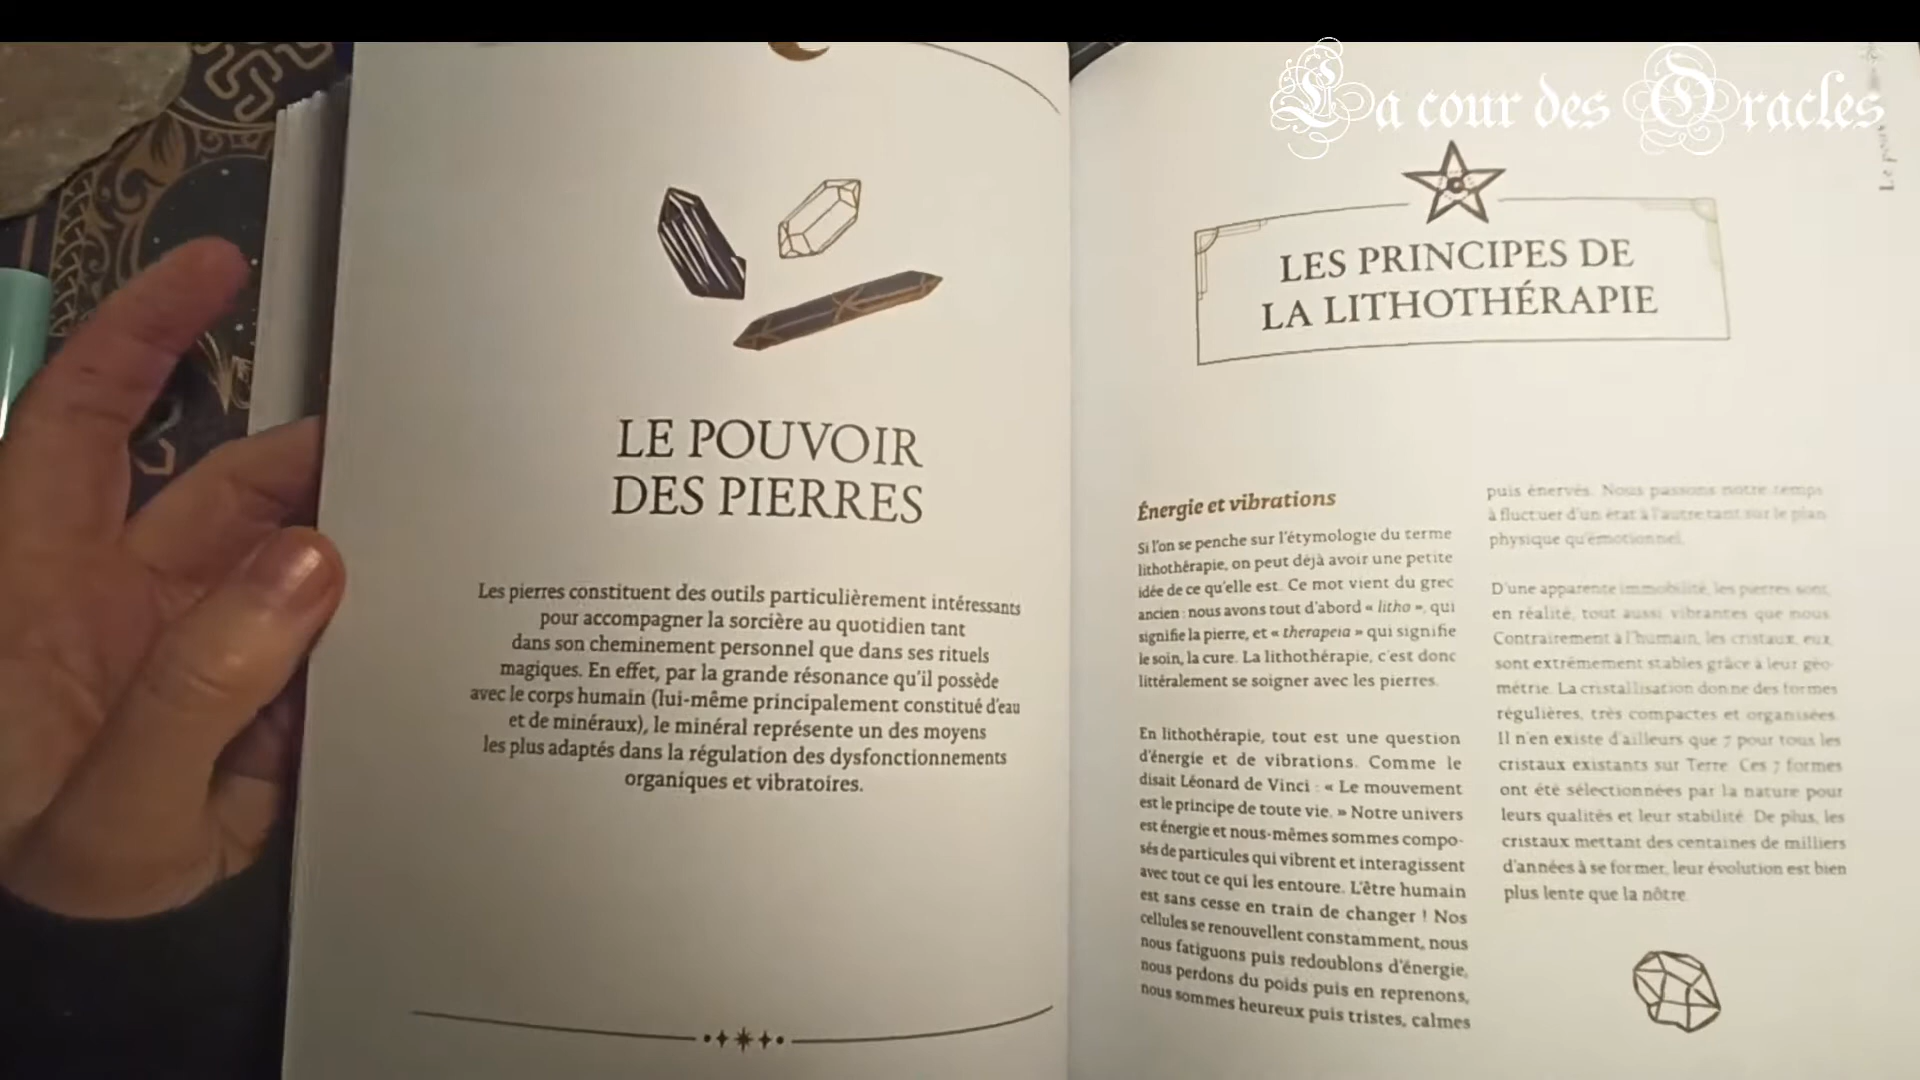 La cour des Oracles
LE POUVOIR
DES PIERRES
Les pierres constituent des outils particulièrement intéressants
pour accompagner la sorcière au quotidien tant
dans son cheminement personnel que dans ses rituels
magiques. En effet, par la grande résonance qu'il possède
avec le corps humain (lui-même principalement constitué d'eau
et de minéraux), le minéral représente un des moyens
les plus adaptés dans la régulation des dysfonctionnements
organiques et vibratoires.
LES PRINCIPES DE
LA LITHOTHÉRAPIE
Énergie et vibrations
Si l'on se penche sur l'étymologie du terme
lithothérapie, on peut déjà avoir une petite
idée de ce qu'elle est. Ce mot vient du grec
ancien : nous avons tout d'abord « litho », qui
signifie la pierre, et « therapeia » qui signifie
le soin, la cure. La lithothérapie, c'est donc
littéralement se soigner avec les pierres.
En lithothérapie, tout est une question
d'énergie et de vibrations. Comme le
disait Léonard de Vinci : « Le mouvement
est le principe de toute vie. » Notre univers
est énergie et nous-mêmes sommes compo-
sés de particules qui vibrent et interagissent
avec tout ce qui les entoure. L'être humain
est sans cesse en train de changer ! Nos
cellules se renouvellent constamment, nous
nous fatiguons puis redoublons d'énergie,
nous perdons du poids puis en reprenons,
nous sommes heureux puis tristes, calmes
puis énervés. Nous passons notre temps
à fluctuer d'un état à l'autre tant sur le plan
physique qu'émotionnel.
D'une apparente immobilité, les pierres sont,
en réalité, tout aussi vibrantes que nous.
Contrairement à l'humain, les cristaux, eux,
sont extrêmement stables grâce à leur géo-
métrie. La cristallisation donne des formes
régulières, très compactes et organisées.
Il n'en existe d'ailleurs que 7 pour tous les
cristaux existants sur Terre. Ces 7 formes
ont été sélectionnées par la nature pour
leurs qualités et leur stabilité. De plus, les
cristaux mettant des centaines de milliers
d'années à se former, leur évolution est bien
plus lente que la nôtre.